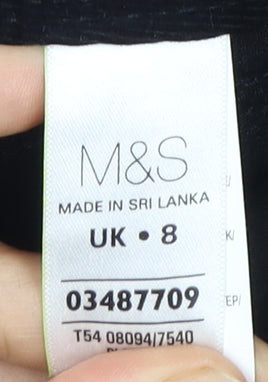 M&S
MADE IN SRI LANKA
UK • 8
03487709
T54 08094/7540